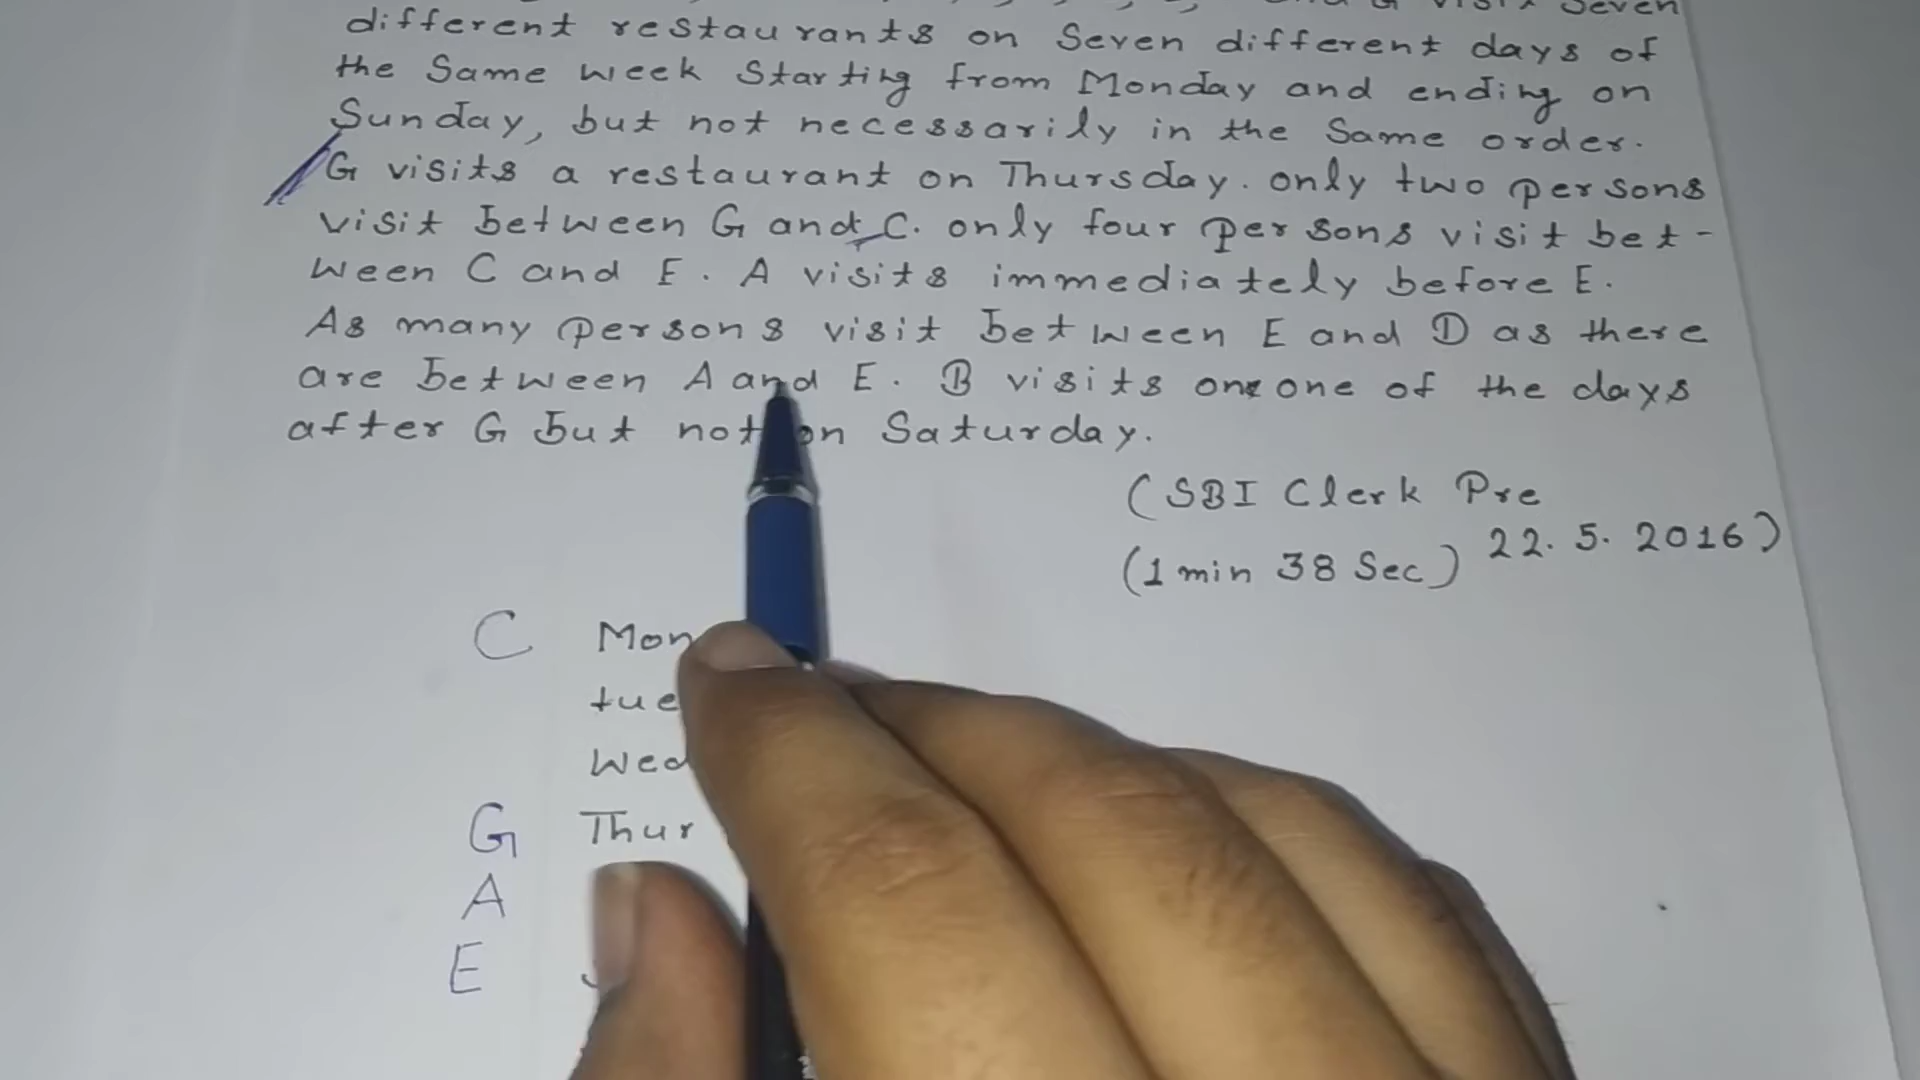 and G visit Seven
different restaurants on Seven different days of
the Same week Starting from Monday and ending on
Sunday, but not necessarily in the Same order.
G visits a restaurant on Thursday. only two persons
visit between G and C. only four persons visit bet-
ween C and E. A visits immediately before E.
As many persons visit between E and D as there
are between A and E. B visits on one of the days
after G but not on Saturday.
(SBI Clerk Pre
22.5.2016)
(1 min 38 Sec)
C Mon
tue
Wed
G Thur
A
E